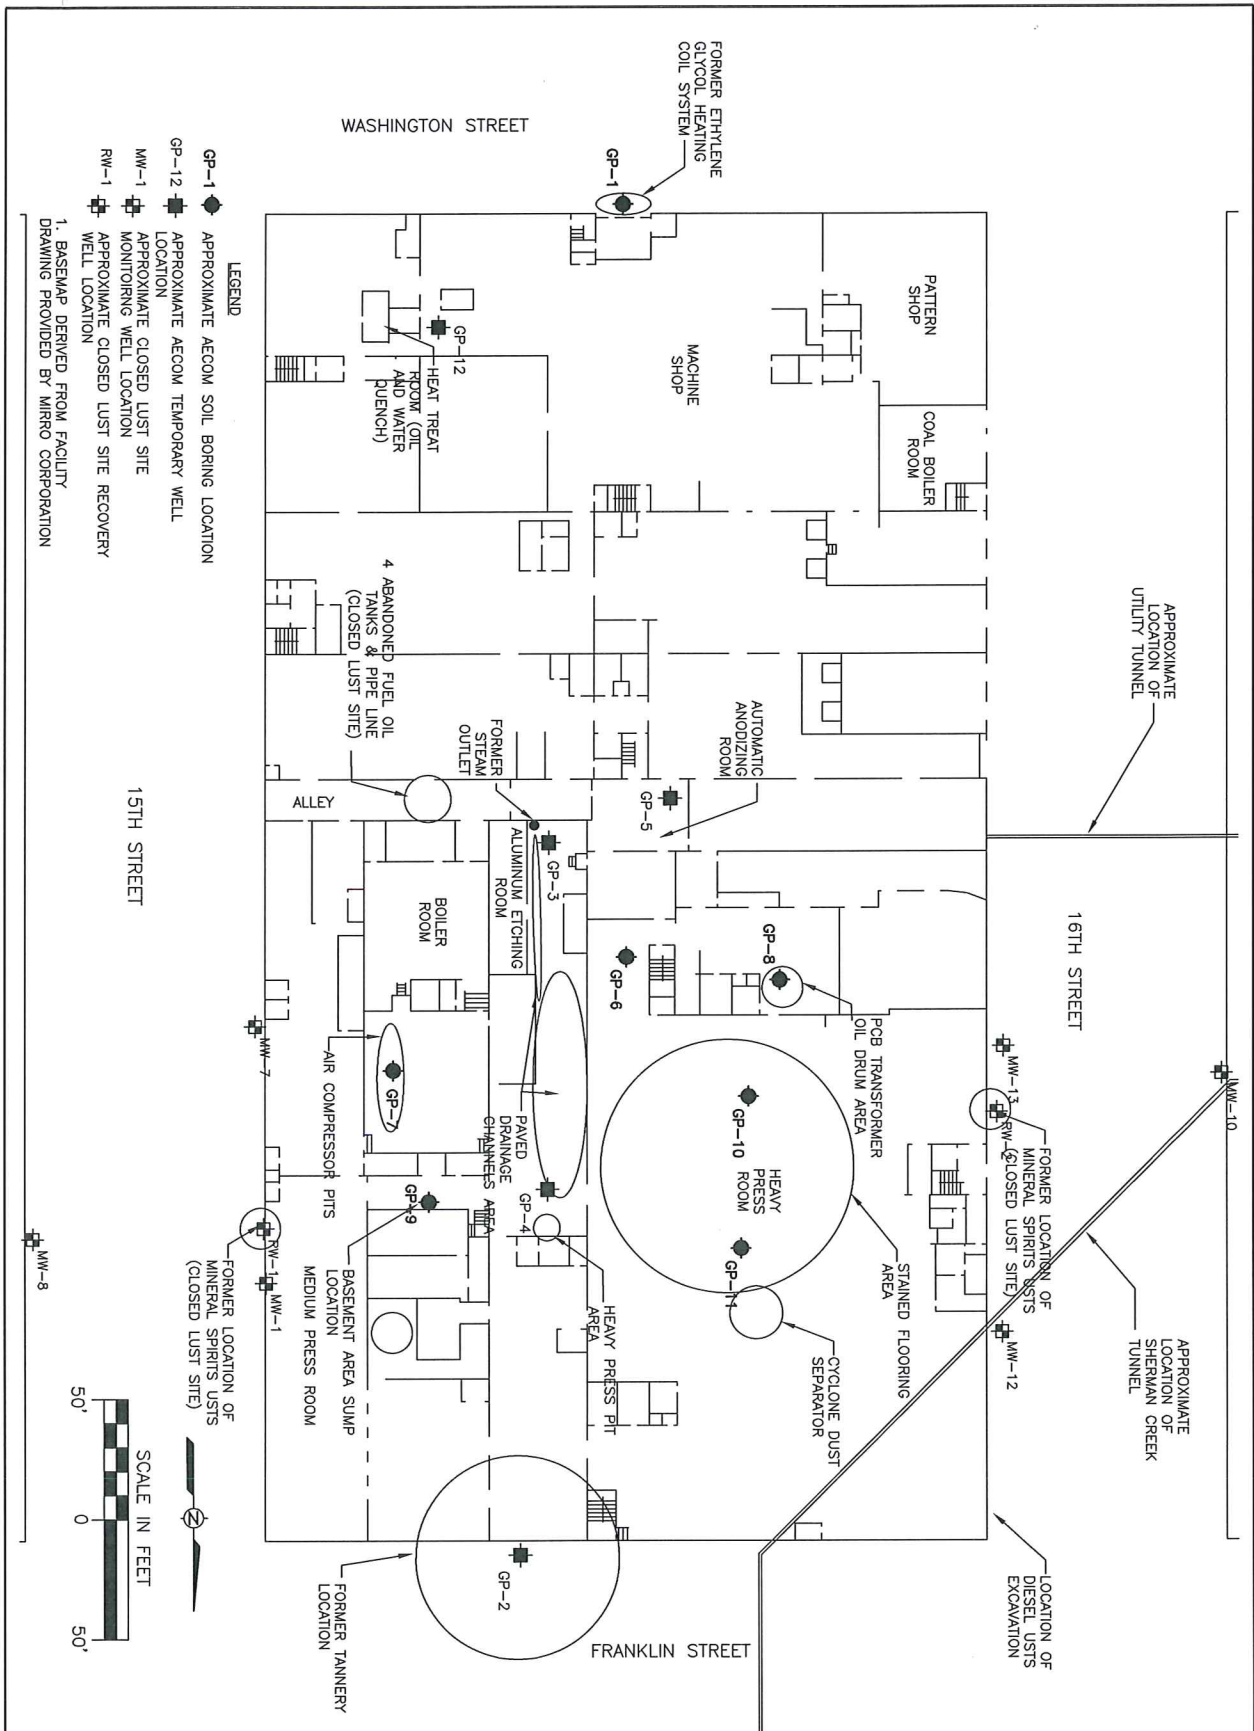 APPROXIMATE
LOCATION OF
UTILITY TUNNEL
16TH STREET
MW-10
APPROXIMATE
LOCATION OF
SHERMAN CREEK
TUNNEL
LOCATION OF
DIESEL USTS
EXCAVATION
MW-13
RW-2
FORMER LOCATION OF
MINERAL SPIRITS USTS
(CLOSED LUST SITE)
MW-12
PATTERN
SHOP
COAL BOILER
ROOM
MACHINE
SHOP
FORMER ETHYLENE
GLYCOL HEATING
COIL SYSTEM
GP-1
WASHINGTON STREET
AUTOMATIC
ANODIZING
ROOM
GP-5
GP-6
GP-8
PCB TRANSFORMER
OIL DRUM AREA
GP-10
HEAVY
PRESS
ROOM
GP-11
STAINED FLOORING
AREA
CYCLONE DUST
SEPARATOR
GP-12
HEAT TREAT
ROOM (OIL
AND WATER
QUENCH)
4 ABANDONED FUEL OIL
TANKS & PIPE LINE
(CLOSED LUST SITE)
FORMER
STEAM
OUTLET
ALLEY
GP-3
ALUMINUM ETCHING
ROOM
BOILER
ROOM
PAVED
DRAINAGE
CHANNELS AREA
GP-4
HEAVY PRESS PIT
AREA
GP-7
AIR COMPRESSOR PITS
GP-9
BASEMENT AREA SUMP
LOCATION
MEDIUM PRESS ROOM
GP-2
FORMER TANNERY
LOCATION
FRANKLIN STREET
MW-7
RW-1
MW-1
FORMER LOCATION OF
MINERAL SPIRITS USTS
(CLOSED LUST SITE)
15TH STREET
MW-8
LEGEND
GP-1 APPROXIMATE AECOM SOIL BORING LOCATION
GP-12 APPROXIMATE AECOM TEMPORARY WELL
LOCATION
MW-1 APPROXIMATE CLOSED LUST SITE
MONITOIRNG WELL LOCATION
RW-1 APPROXIMATE CLOSED LUST SITE RECOVERY
WELL LOCATION
1. BASEMAP DERIVED FROM FACILITY
DRAWING PROVIDED BY MIRRO CORPORATION
N
50' 0 50'
SCALE IN FEET